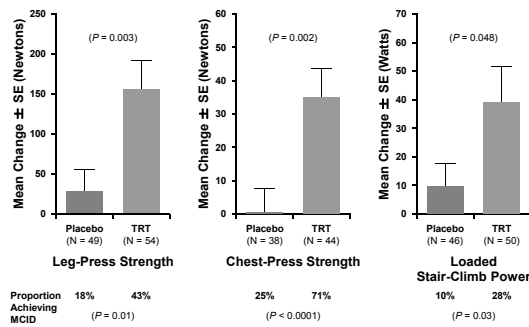 Mean Change ± SE (Newtons)
250
200
150
100
50
0
(P = 0.003)
Placebo
(N = 49)
TRT
(N = 54)
Leg-Press Strength
Mean Change ± SE (Newtons)
60
50
40
30
20
10
0
(P = 0.002)
Placebo
(N = 38)
TRT
(N = 44)
Chest-Press Strength
Mean Change ± SE (Watts)
70
60
50
40
30
20
10
0
(P = 0.048)
Placebo
(N = 46)
TRT
(N = 50)
Loaded
Stair-Climb Power
Proportion
Achieving
MCID
18% 43%
(P = 0.01)
25% 71%
(P < 0.0001)
10% 28%
(P = 0.03)